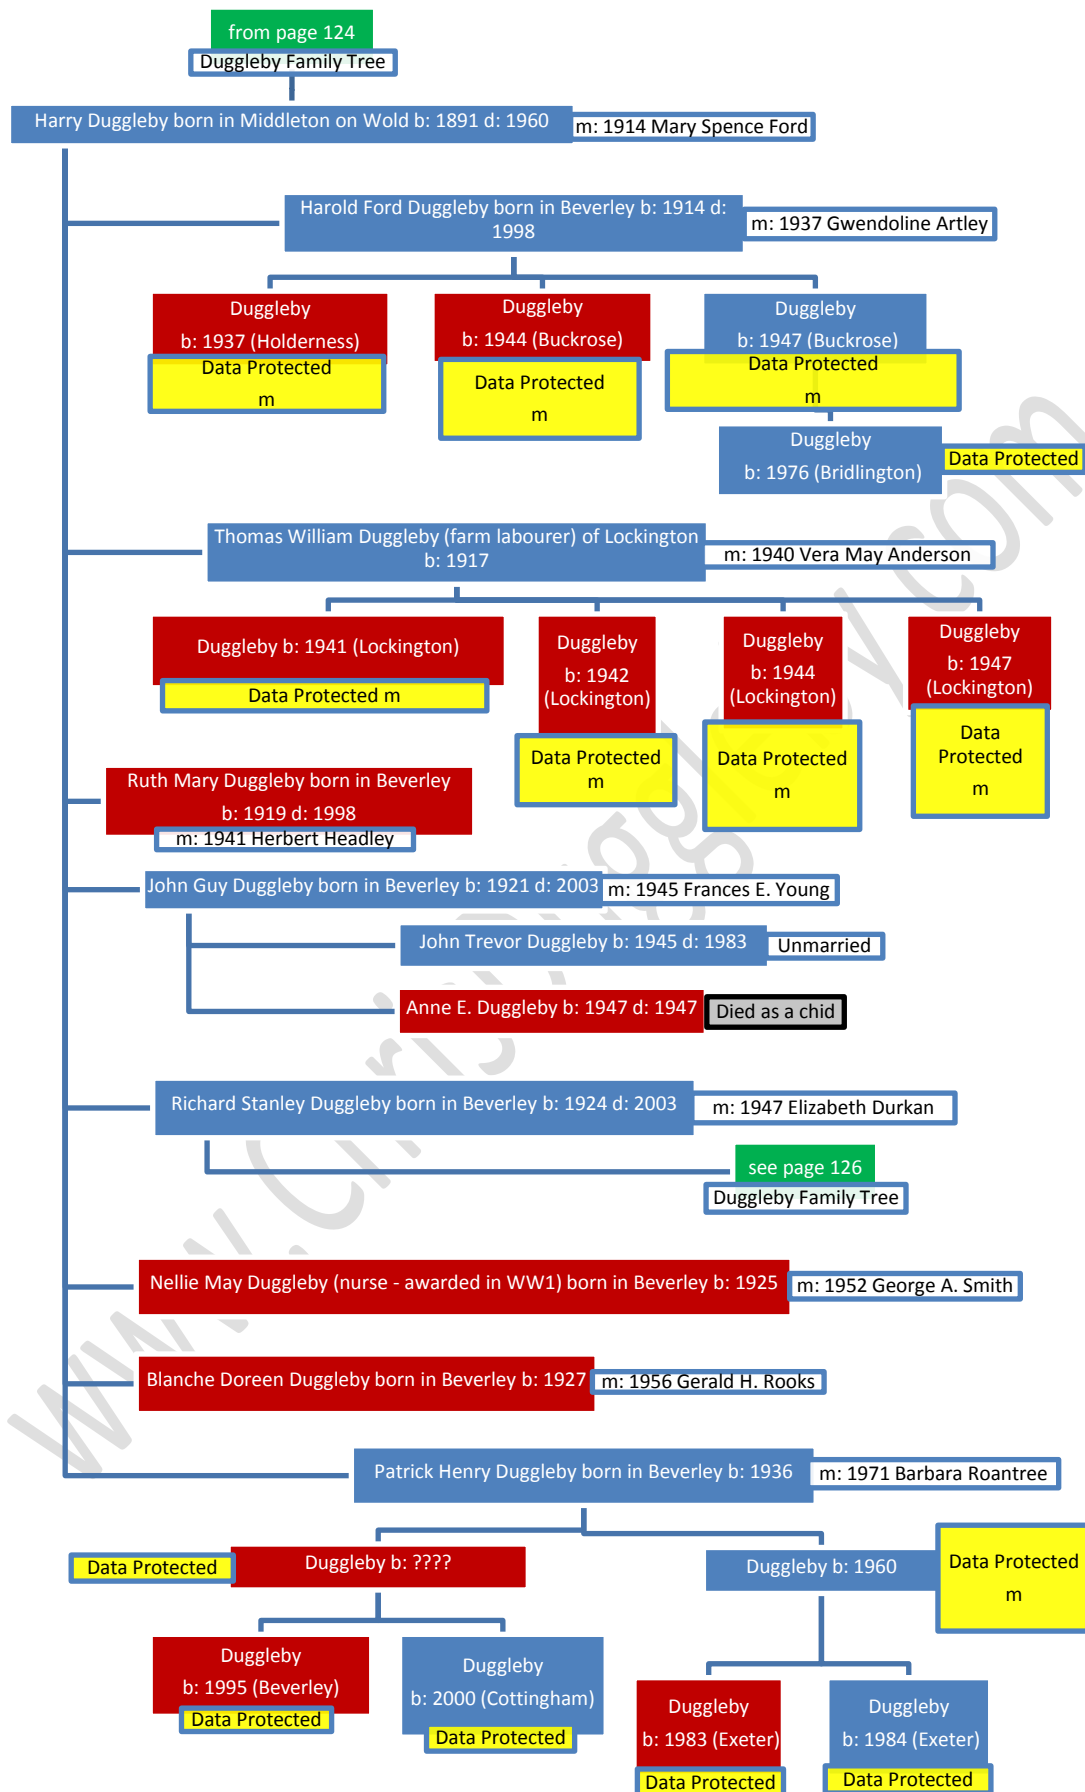 from page 124
Duggleby Family Tree
Harry Duggleby born in Middleton on Wold b: 1891 d: 1960
m: 1914 Mary Spence Ford
Harold Ford Duggleby born in Beverley b: 1914 d:
1998
m: 1937 Gwendoline Artley
Duggleby
b: 1937 (Holderness)
Data Protected
m
Duggleby
b: 1944 (Buckrose)
Data Protected
m
Duggleby
b: 1947 (Buckrose)
Data Protected
m
Duggleby
b: 1976 (Bridlington)
Data Protected
Thomas William Duggleby (farm labourer) of Lockington
b: 1917
m: 1940 Vera May Anderson
Duggleby b: 1941 (Lockington)
Data Protected m
Duggleby
b: 1942
(Lockington)
Data Protected
m
Duggleby
b: 1944
(Lockington)
Data Protected
m
Duggleby
b: 1947
(Lockington)
Data
Protected
m
Ruth Mary Duggleby born in Beverley
b: 1919 d: 1998
m: 1941 Herbert Headley
John Guy Duggleby born in Beverley b: 1921 d: 2003
m: 1945 Frances E. Young
John Trevor Duggleby b: 1945 d: 1983
Unmarried
Anne E. Duggleby b: 1947 d: 1947
Died as a chid
Richard Stanley Duggleby born in Beverley b: 1924 d: 2003
m: 1947 Elizabeth Durkan
see page 126
Duggleby Family Tree
Nellie May Duggleby (nurse - awarded in WW1) born in Beverley b: 1925
m: 1952 George A. Smith
Blanche Doreen Duggleby born in Beverley b: 1927
m: 1956 Gerald H. Rooks
Patrick Henry Duggleby born in Beverley b: 1936
m: 1971 Barbara Roantree
Data Protected
Duggleby b: ????
Duggleby b: 1960
Data Protected
m
Duggleby
b: 1995 (Beverley)
Data Protected
Duggleby
b: 2000 (Cottingham)
Data Protected
Duggleby
b: 1983 (Exeter)
Data Protected
Duggleby
b: 1984 (Exeter)
Data Protected
www.ChrisDuggleby.com